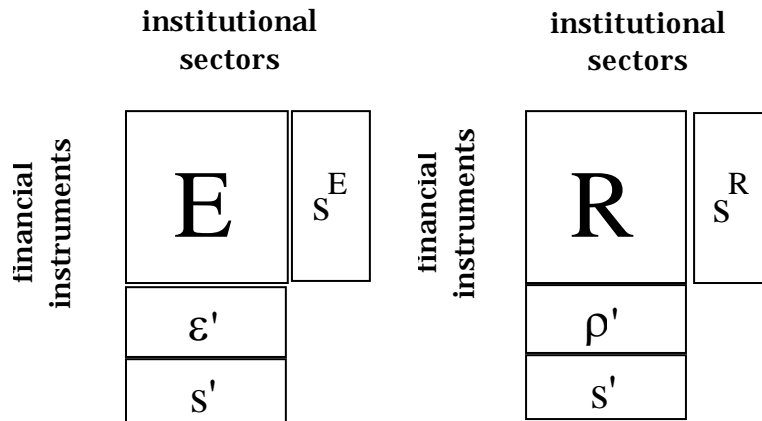 institutional
sectors
financial
instruments
E
s^E
ε'
s'
institutional
sectors
financial
instruments
R
s^R
ρ'
s'